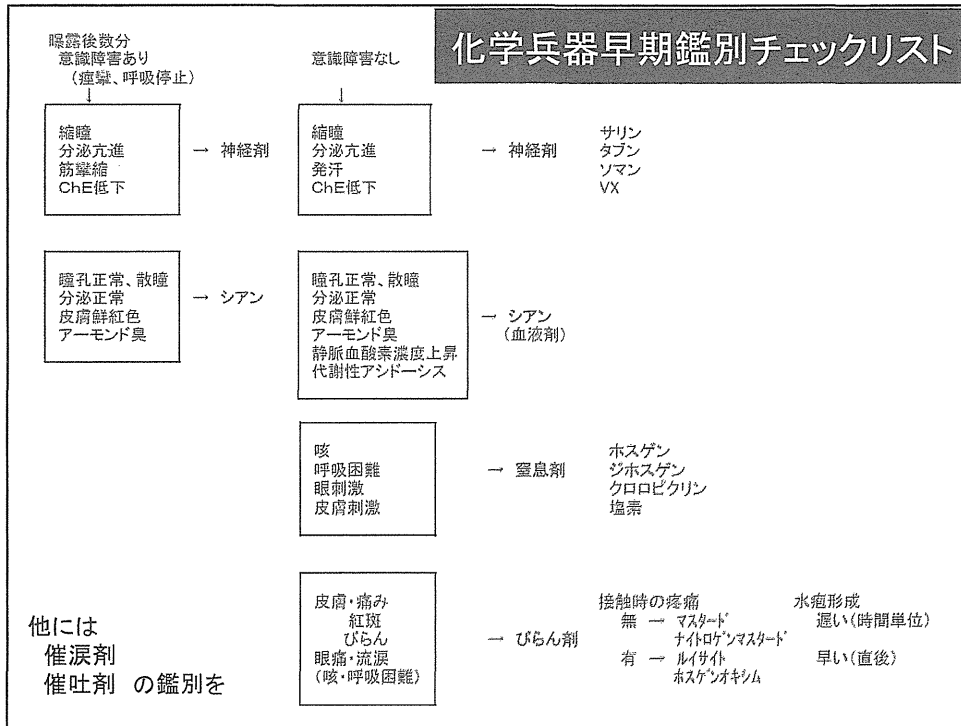 化学兵器早期鑑別チェックリスト
曝露後数分
意識障害あり
(痙攣、呼吸停止)
↓
意識障害なし
↓
縮瞳
分泌亢進
筋攣縮
ChE低下
→ 神経剤
縮瞳
分泌亢進
発汗
ChE低下
→ 神経剤
サリン
タブン
ソマン
VX
瞳孔正常、散瞳
分泌正常
皮膚鮮紅色
アーモンド臭
→ シアン
瞳孔正常、散瞳
分泌正常
皮膚鮮紅色
アーモンド臭
静脈血酸素濃度上昇
代謝性アシドーシス
→ シアン
(血液剤)
咳
呼吸困難
眼刺激
皮膚刺激
→ 窒息剤
ホスゲン
ジホスゲン
クロロピクリン
塩素
皮膚・痛み
紅斑
びらん
眼痛・流涙
(咳・呼吸困難)
→ びらん剤
接触時の疼痛 水疱形成
無 → マスタード 遅い(時間単位)
ナイトロゲンマスタード
有 → ルイサイト 早い(直後)
ホスゲンオキシム
他には
催涙剤
催吐剤 の鑑別を